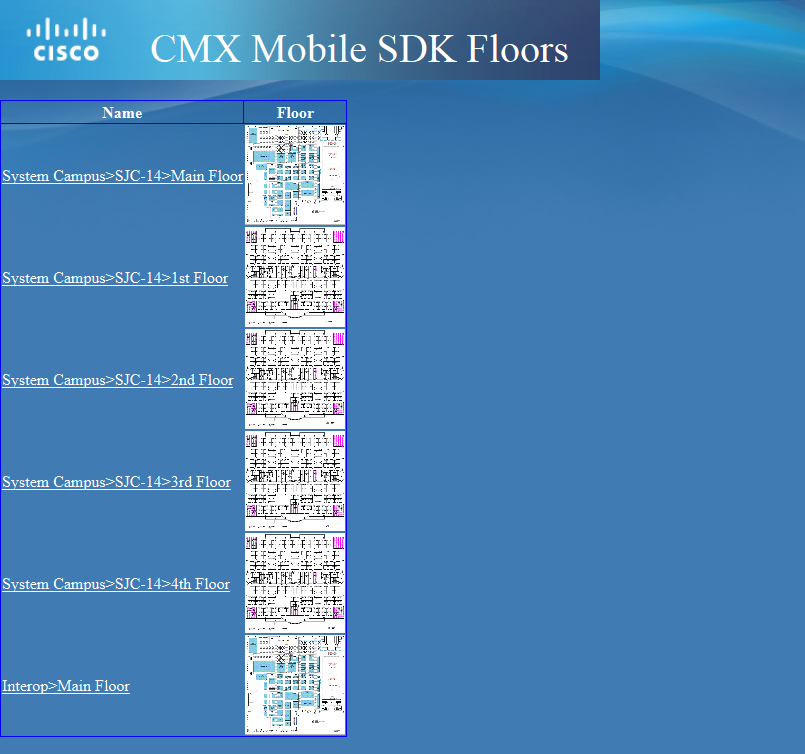 CISCO
CMX Mobile SDK Floors
Name Floor
System Campus>SJC-14>Main Floor
System Campus>SJC-14>1st Floor
System Campus>SJC-14>2nd Floor
System Campus>SJC-14>3rd Floor
System Campus>SJC-14>4th Floor
Interop>Main Floor